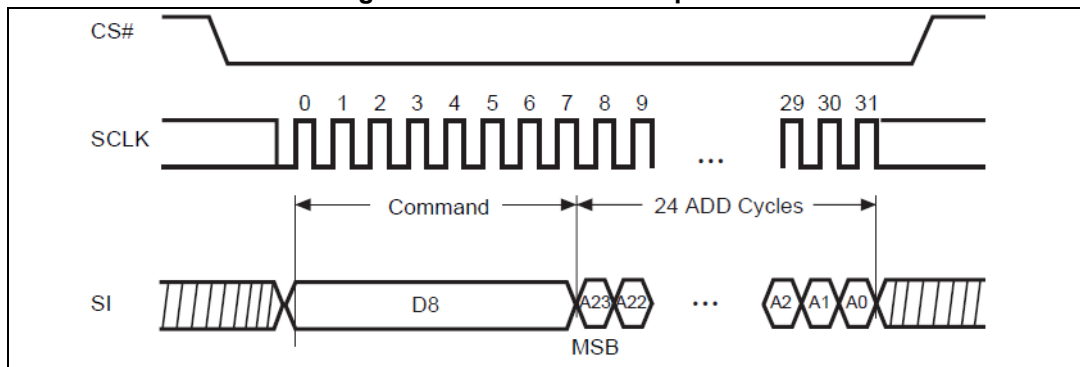 CS#
0 1 2 3 4 5 6 7 8 9 29 30 31
SCLK
...
Command 24 ADD Cycles
SI D8 A23 A22 ... A2 A1 A0
MSB